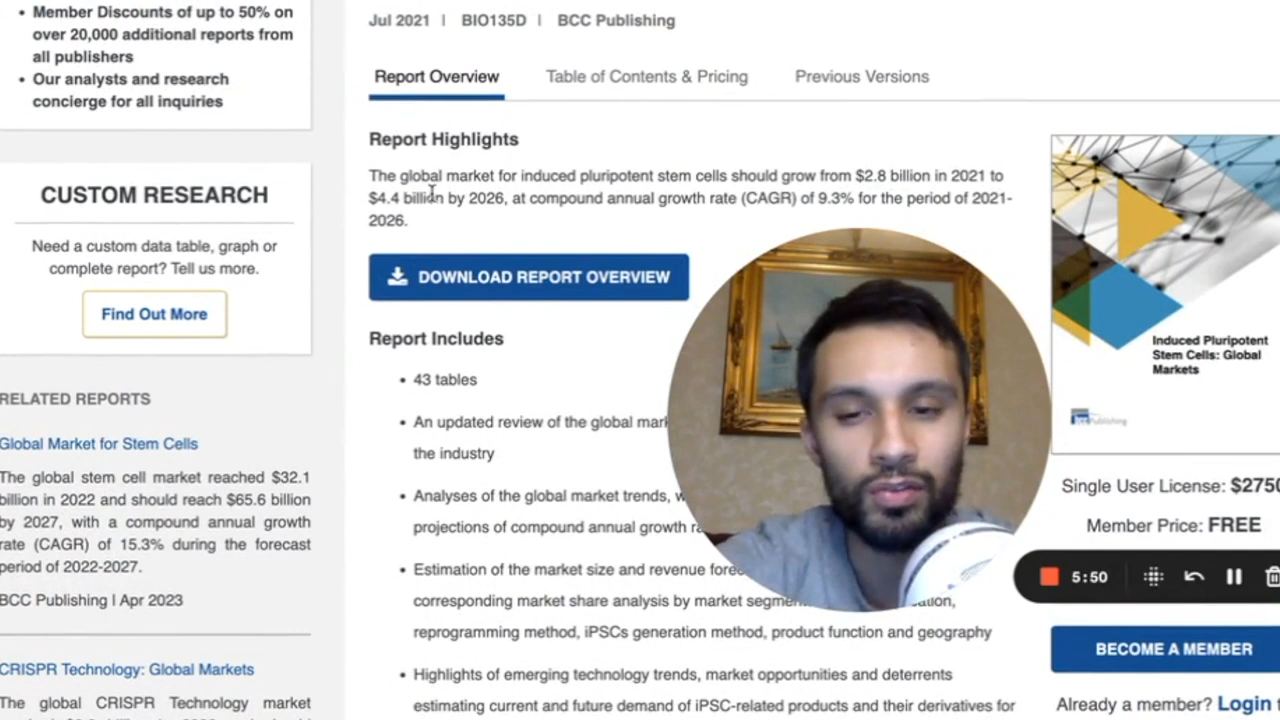 Member Discounts of up to 50% on
over 20,000 additional reports from
all publishers
Our analysts and research
concierge for all inquiries
CUSTOM RESEARCH
Need a custom data table, graph or
complete report? Tell us more.
Find Out More
RELATED REPORTS
Global Market for Stem Cells
The global stem cell market reached $32.1
billion in 2022 and should reach $65.6 billion
by 2027, with a compound annual growth
rate (CAGR) of 15.3% during the forecast
period of 2022-2027.
BCC Publishing | Apr 2023
CRISPR Technology: Global Markets
The global CRISPR Technology market
Jul 2021 | BIO135D | BCC Publishing
Report Overview
Table of Contents & Pricing
Previous Versions
Report Highlights
The global market for induced pluripotent stem cells should grow from $2.8 billion in 2021 to
$4.4 billion by 2026, at compound annual growth rate (CAGR) of 9.3% for the period of 2021-
2026.
DOWNLOAD REPORT OVERVIEW
Report Includes
43 tables
An updated review of the global
the industry
Analyses of the global market trends,
projections of compound annual growth
Estimation of the market size and revenue
corresponding market share analysis by market
reprogramming method, iPSCs generation method, product function and geography
Highlights of emerging technology trends, market opportunities and deterrents
estimating current and future demand of iPSC-related products and their derivatives for
Induced Pluripotent
Stem Cells: Global
Markets
bccPublishing
Single User License: $2750
Member Price: FREE
5:50
BECOME A MEMBER
Already a member? Login